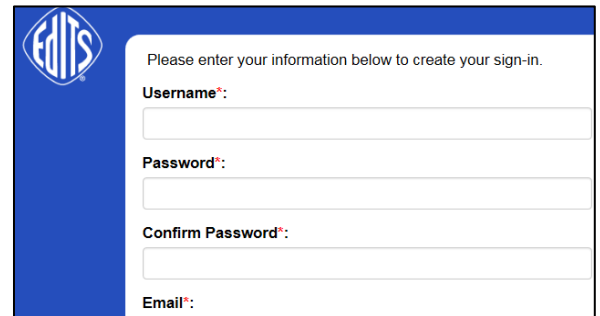 EDITS
®
Please enter your information below to create your sign-in.
Username*:
Password*:
Confirm Password*:
Email*: